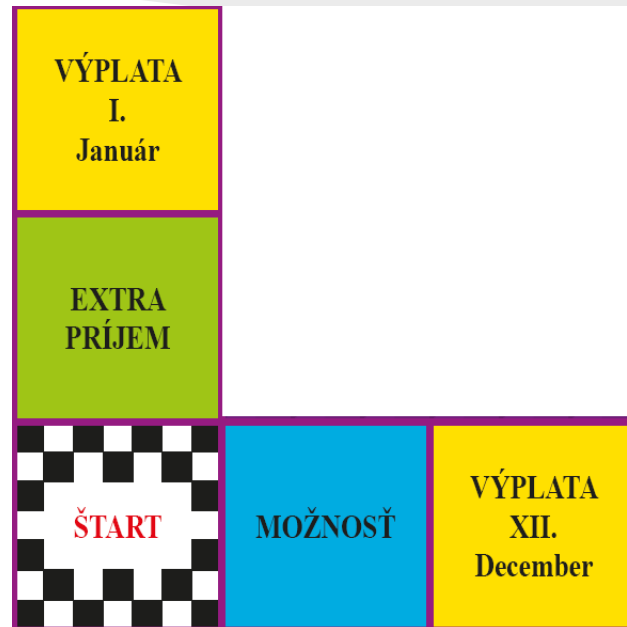 VÝPLATA
I.
Január
EXTRA
PRÍJEM
ŠTART
MOŽNOSŤ
VÝPLATA
XII.
December